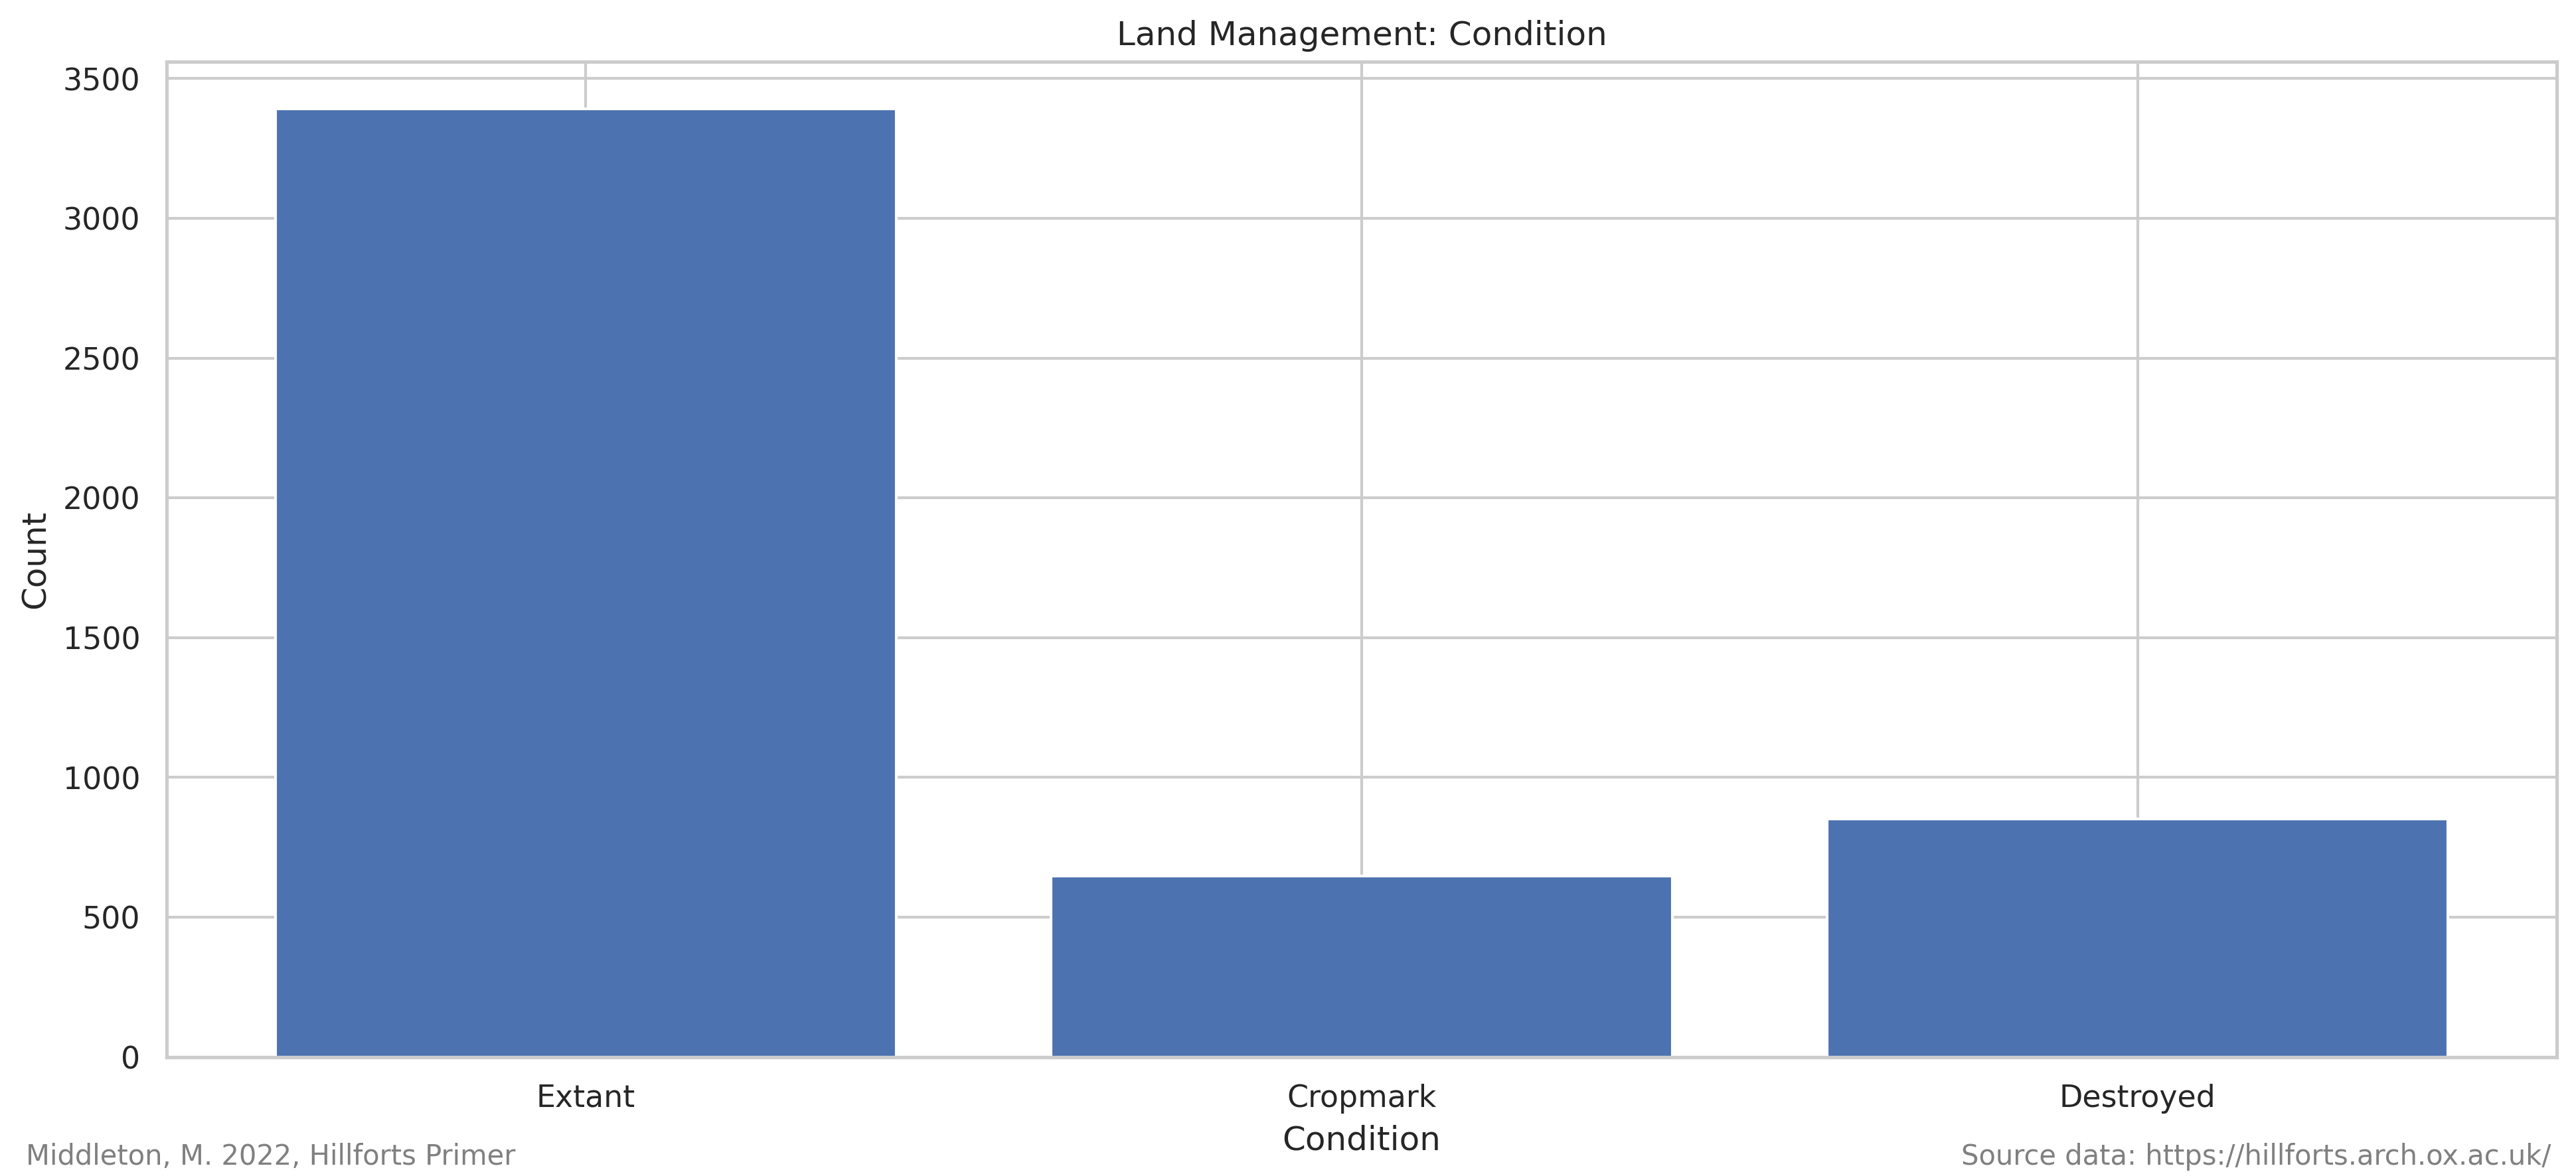 Land Management: Condition
3500
3000
2500
2000
1500
1000
500
0
Count
Extant
Cropmark
Destroyed
Condition
Middleton, M. 2022, Hillforts Primer
Source data: https://hillforts.arch.ox.ac.uk/